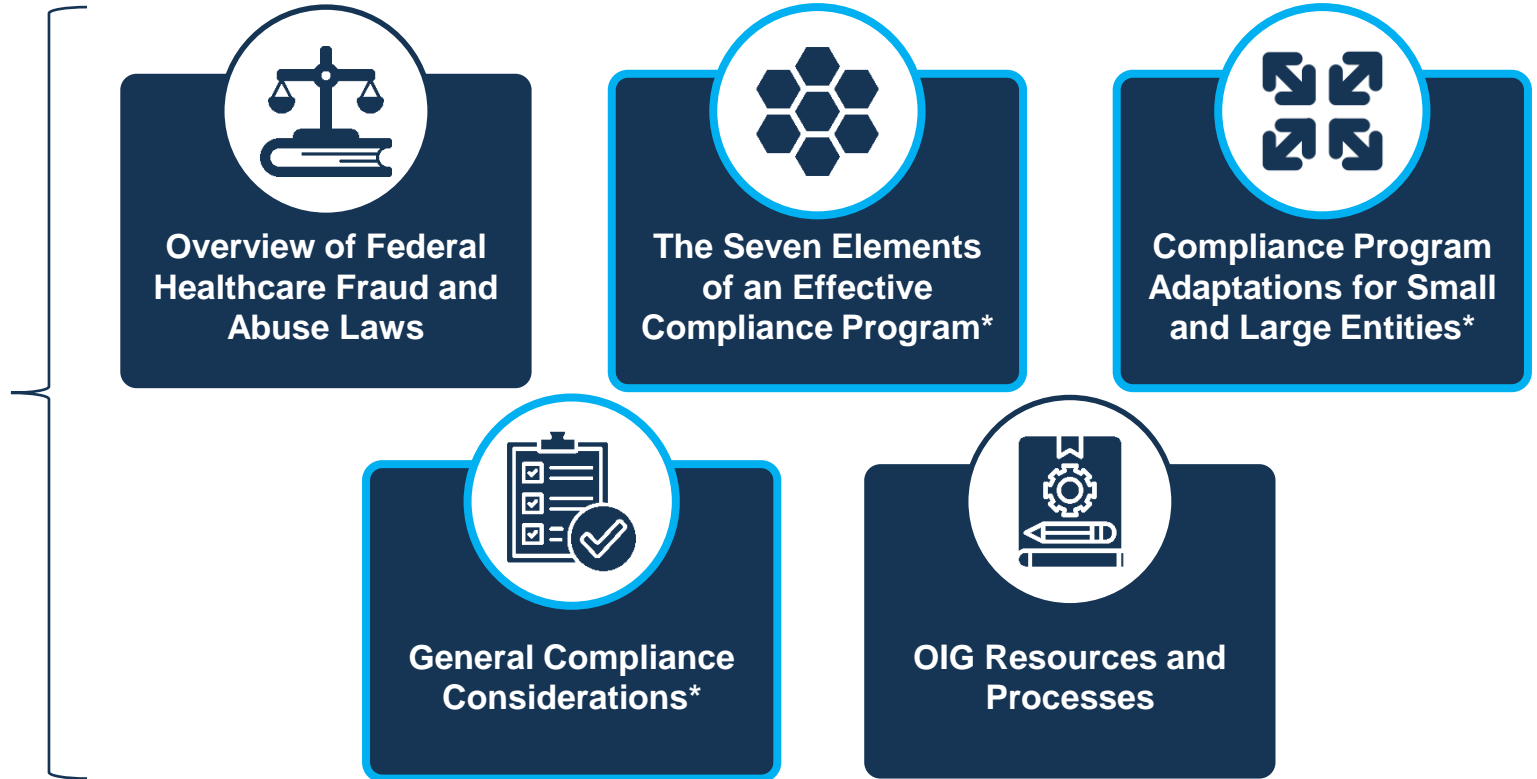 Overview of Federal
Healthcare Fraud and
Abuse Laws
The Seven Elements
of an Effective
Compliance Program*
Compliance Program
Adaptations for Small
and Large Entities*
General Compliance
Considerations*
OIG Resources and
Processes